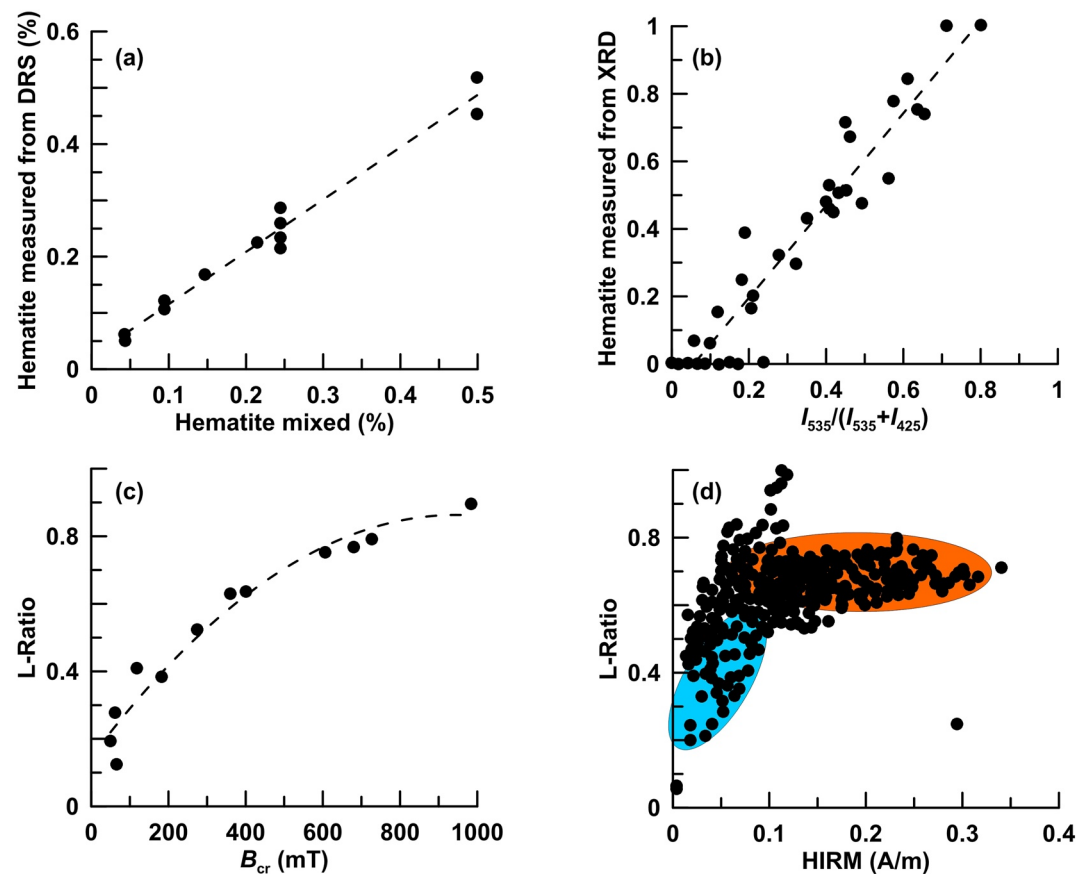 (a)
Hematite measured from DRS (%)
0.6
0.4
0.2
0
0 0.1 0.2 0.3 0.4 0.5
Hematite mixed (%)
(b)
Hematite measured from XRD
1
0.8
0.6
0.4
0.2
0
0 0.2 0.4 0.6 0.8 1
I535/(I535+I425)
(c)
L-Ratio
0.8
0.4
0
0 200 400 600 800 1000
Bcr (mT)
(d)
L-Ratio
0.8
0.4
0
0 0.1 0.2 0.3 0.4
HIRM (A/m)